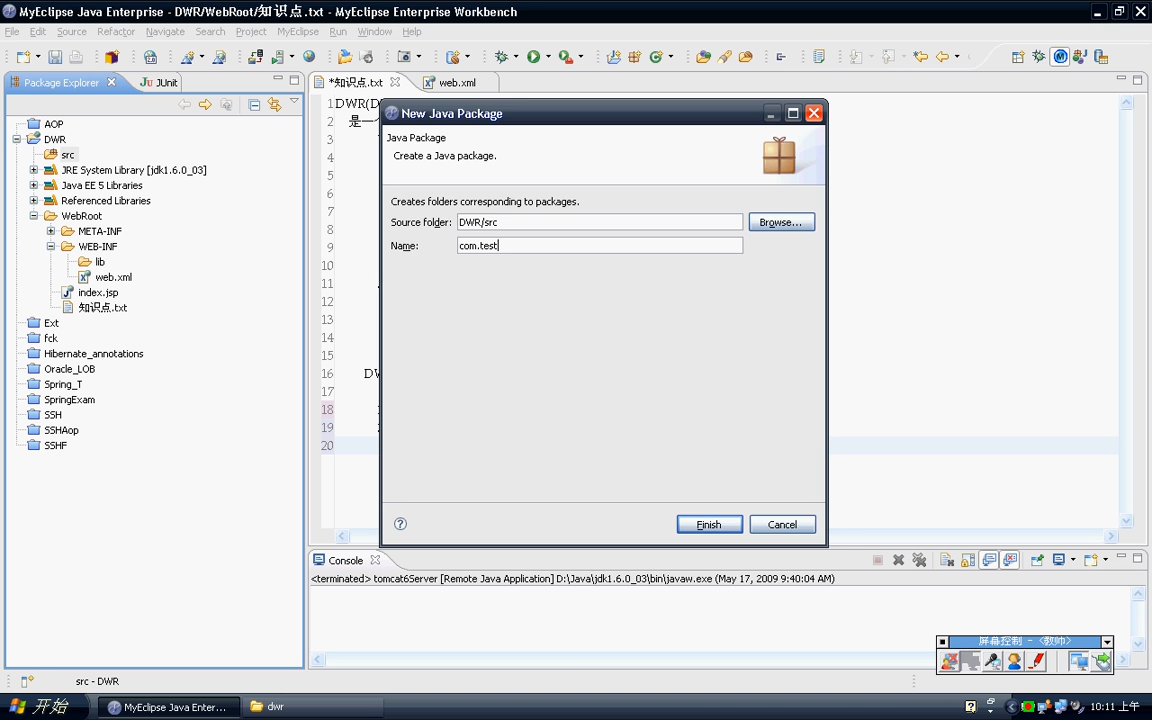 MyEclipse Java Enterprise - DWR/WebRoot/知识点.txt - MyEclipse Enterprise Workbench
File Edit Source Refactor Navigate Search Project MyEclipse Run Window Help
Package Explorer
JUnit
*知识点.txt
web.xml
AOP
DWR
src
JRE System Library [jdk1.6.0_03]
Java EE 5 Libraries
Referenced Libraries
WebRoot
META-INF
WEB-INF
lib
web.xml
index.jsp
知识点.txt
Ext
fck
Hibernate_annotations
Oracle_LOB
Spring_T
SpringExam
SSH
SSHAop
SSHF
1DWR(D
2 是一个
3
4
5
6
7
8
9
10
11
12
13
14
15
16 DW
17
18
19
20
New Java Package
Java Package
Create a Java package.
Creates folders corresponding to packages.
Source folder: DWR/src Browse...
Name: com.test
Finish Cancel
Console
<terminated> tomcat6Server [Remote Java Application] D:\Java\jdk1.6.0_03\bin\javaw.exe (May 17, 2009 9:40:04 AM)
屏幕控制 - <教师>
src - DWR
开始 MyEclipse Java Enter... dwr 10:11 上午